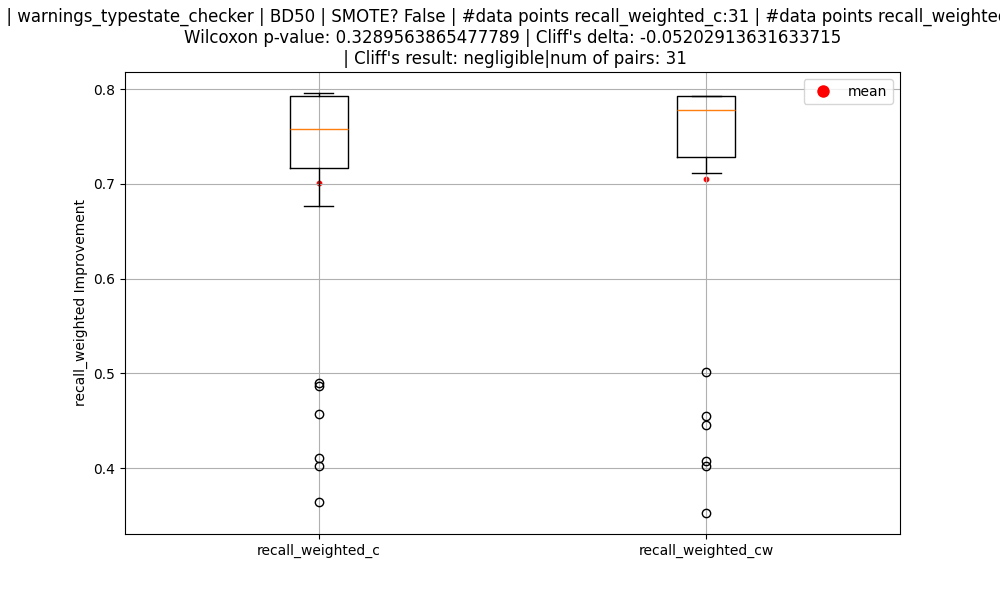 | warnings_typestate_checker | BD50 | SMOTE? False | #data points recall_weighted_c:31 | #data points
Wilcoxon p-value: 0.3289563865477789 | Cliff's delta: -0.05202913631633715
| Cliff's result: negligible|num of pairs: 31
mean
0.8
0.7
0.6
0.5
0.4
recall_weighted Improvement
recall_weighted_c
recall_weighted_cw